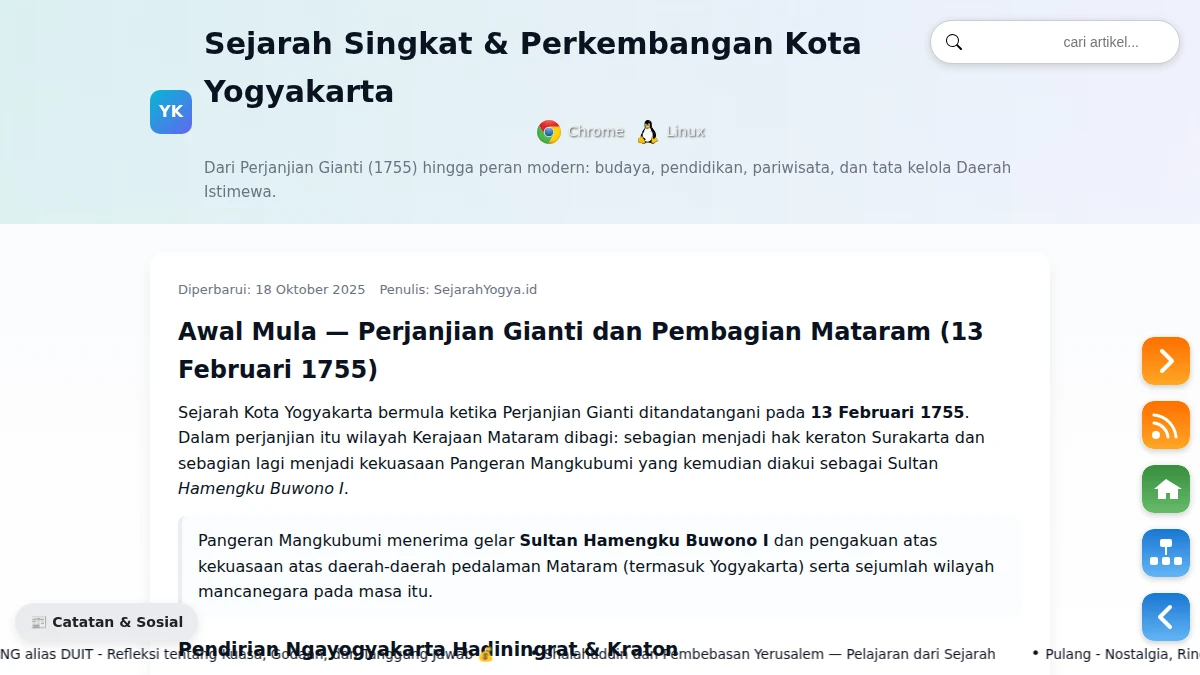 Sejarah Singkat & Perkembangan Kota
Yogyakarta
cari artikel...
YK
Chrome
Linux
Dari Perjanjian Gianti (1755) hingga peran modern: budaya, pendidikan, pariwisata, dan tata kelola Daerah
Istimewa.
Diperbarui: 18 Oktober 2025 Penulis: SejarahYogya.id
Awal Mula — Perjanjian Gianti dan Pembagian Mataram (13
Februari 1755)
Sejarah Kota Yogyakarta bermula ketika Perjanjian Gianti ditandatangani pada 13 Februari 1755.
Dalam perjanjian itu wilayah Kerajaan Mataram dibagi: sebagian menjadi hak keraton Surakarta dan
sebagian lagi menjadi kekuasaan Pangeran Mangkubumi yang kemudian diakui sebagai Sultan
Hamengku Buwono I.
Pangeran Mangkubumi menerima gelar Sultan Hamengku Buwono I dan pengakuan atas
kekuasaan atas daerah-daerah pedalaman Mataram (termasuk Yogyakarta) serta sejumlah wilayah
mancanegara pada masa itu.
📰 Catatan & Sosial
Pendirian Ngayogyakarta Hadiningrat & Kraton
NG alias DUIT - Refleksi tentang Kuasa, Godaan, dan Tanggung Jawab 💰 • Shalahuddin dan Pembebasan Yerusalem — Pelajaran dari Sejarah • Pulang - Nostalgia,